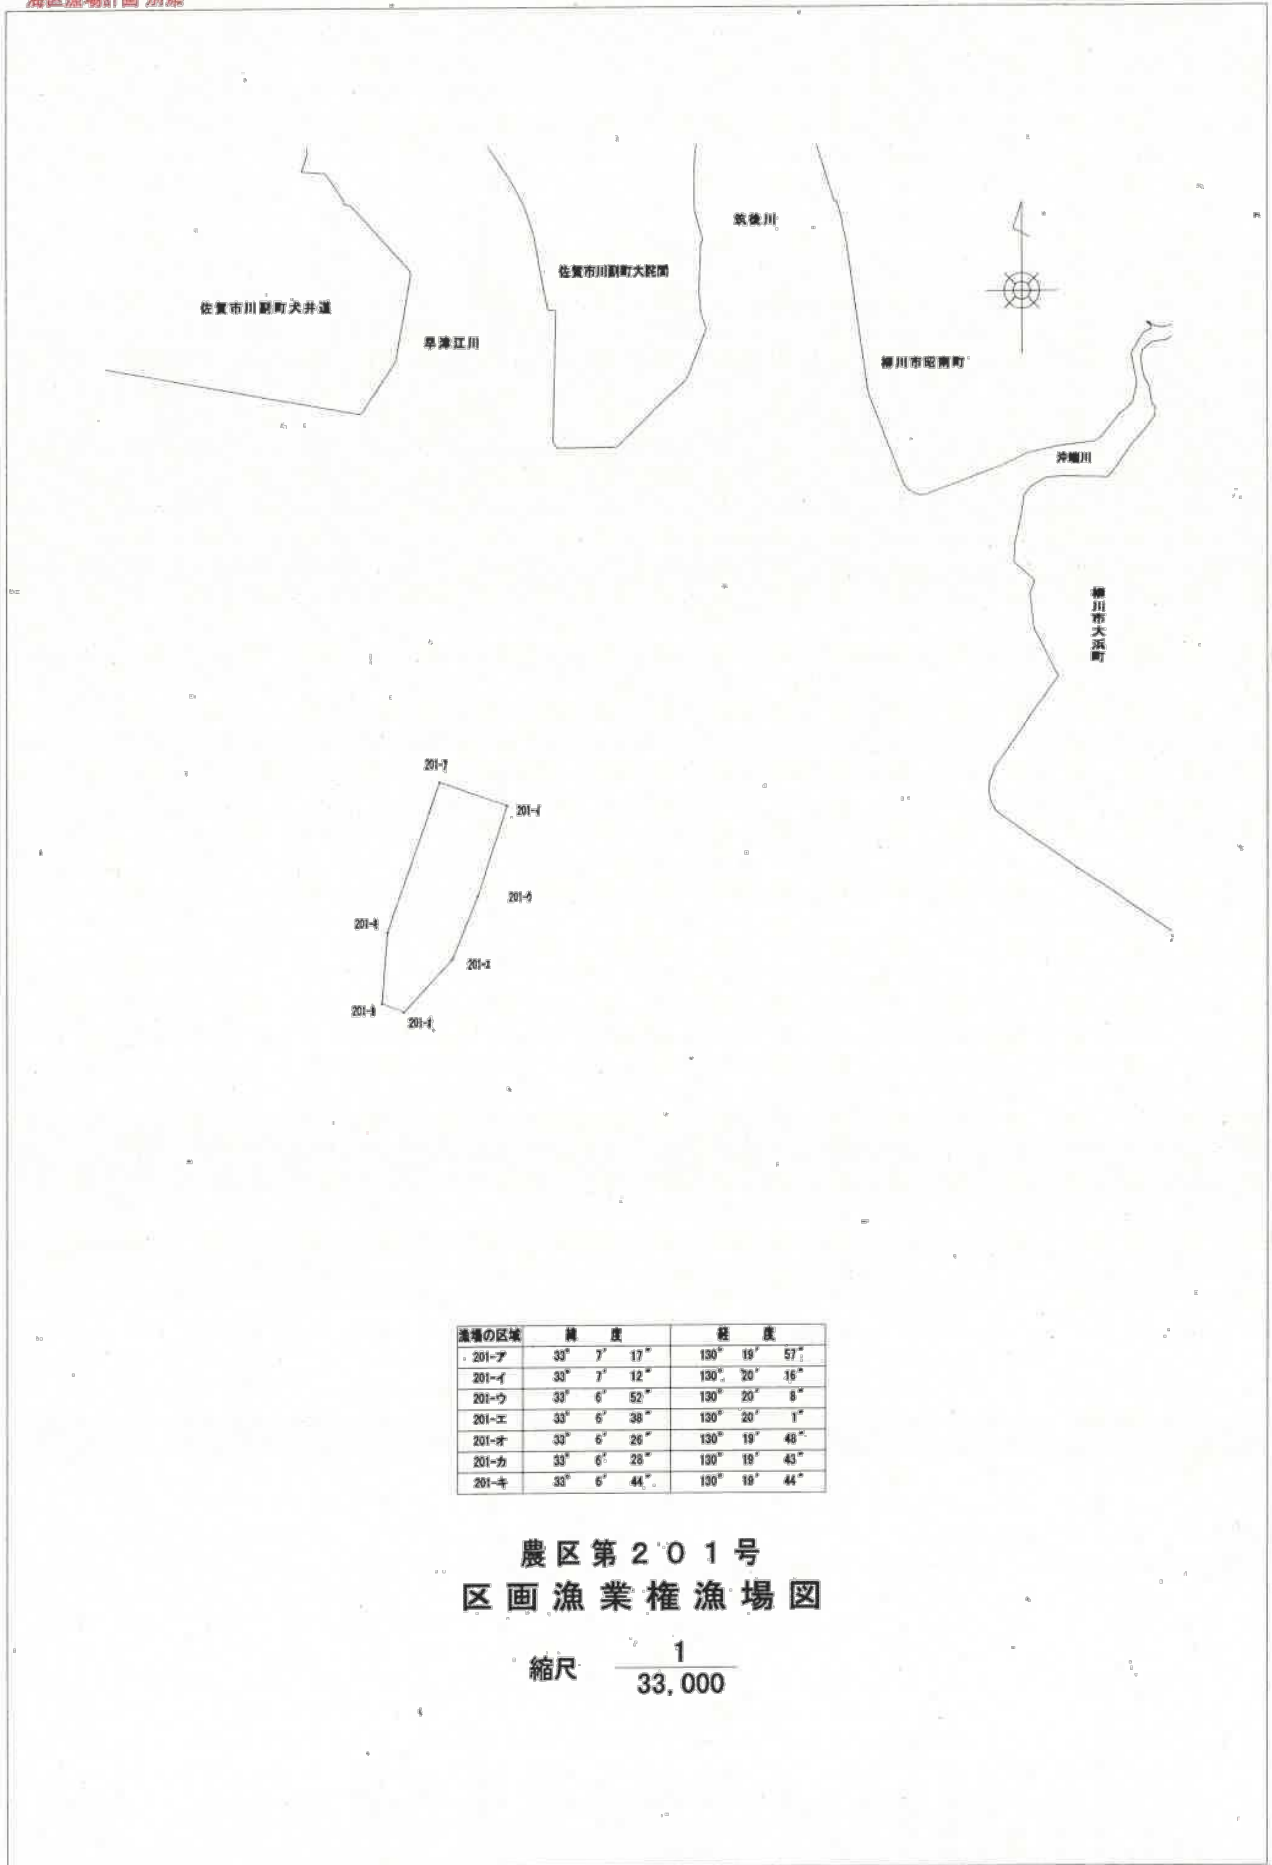 筑後川
佐賀市川副町大詫間
佐賀市川副町犬井道
早津江川
柳川市昭南町
沖端川
柳川市大浜町
201-ア
201-イ
201-ウ
201-キ
201-エ
201-カ
201-オ
漁場の区域 緯度 経度
201-ア 33° 7′ 17″ 130° 19′ 57″
201-イ 33° 7′ 12″ 130° 20′ 16″
201-ウ 33° 6′ 52″ 130° 20′ 8″
201-エ 33° 6′ 38″ 130° 20′ 1″
201-オ 33° 6′ 26″ 130° 19′ 48″
201-カ 33° 6′ 28″ 130° 19′ 43″
201-キ 33° 6′ 44″ 130° 19′ 44″
農区第201号
区画漁業権漁場図
縮尺 1
33,000